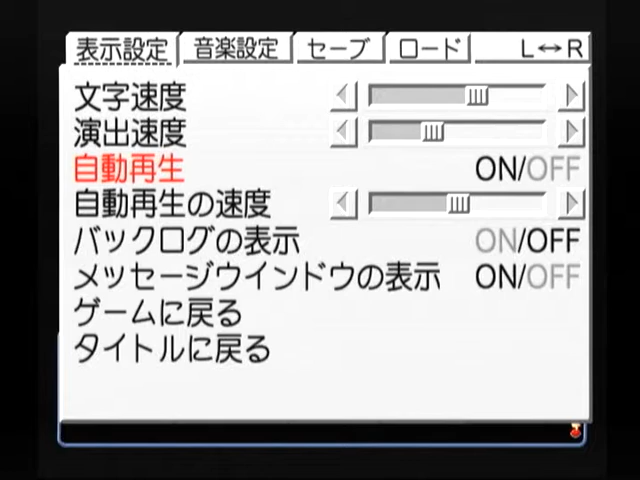 表示設定 音楽設定 セーブ ロード L↔R
文字速度
演出速度
自動再生 ON/OFF
自動再生の速度
バックログの表示 ON/OFF
メッセージウインドウの表示 ON/OFF
ゲームに戻る
タイトルに戻る